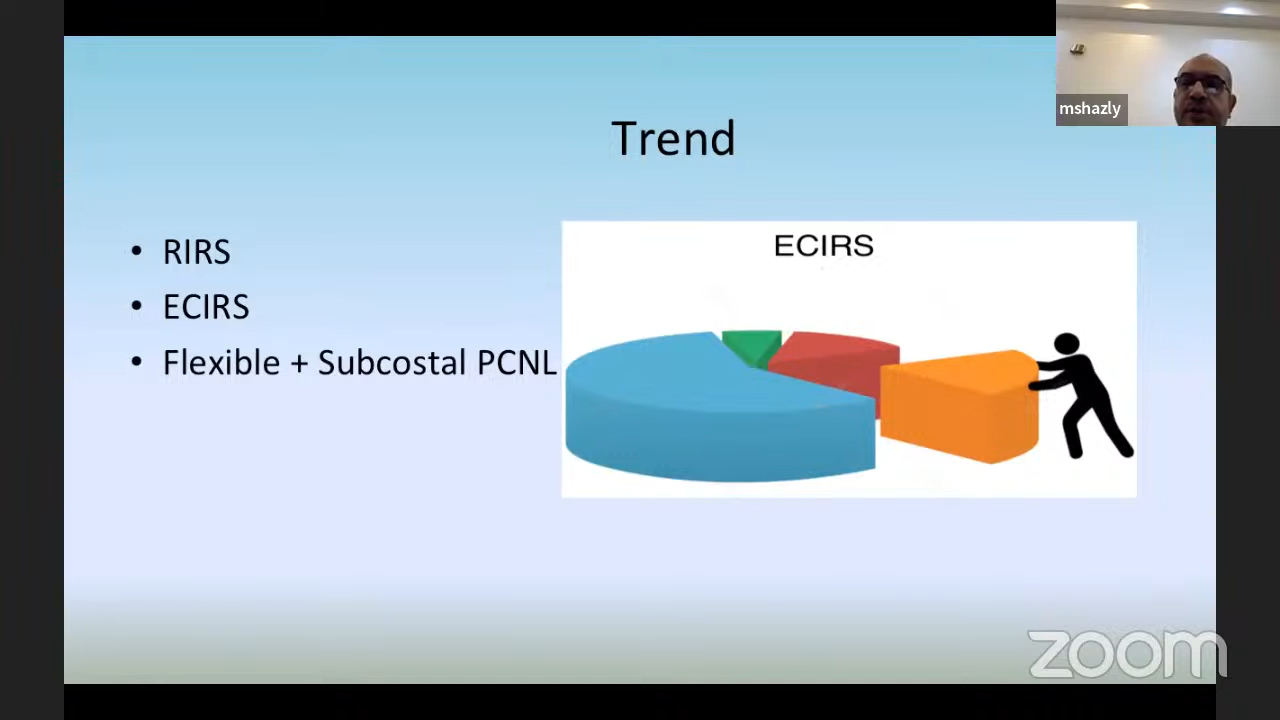 mshazly
Trend
• RIRS
• ECIRS
• Flexible + Subcostal PCNL
ECIRS
zoom